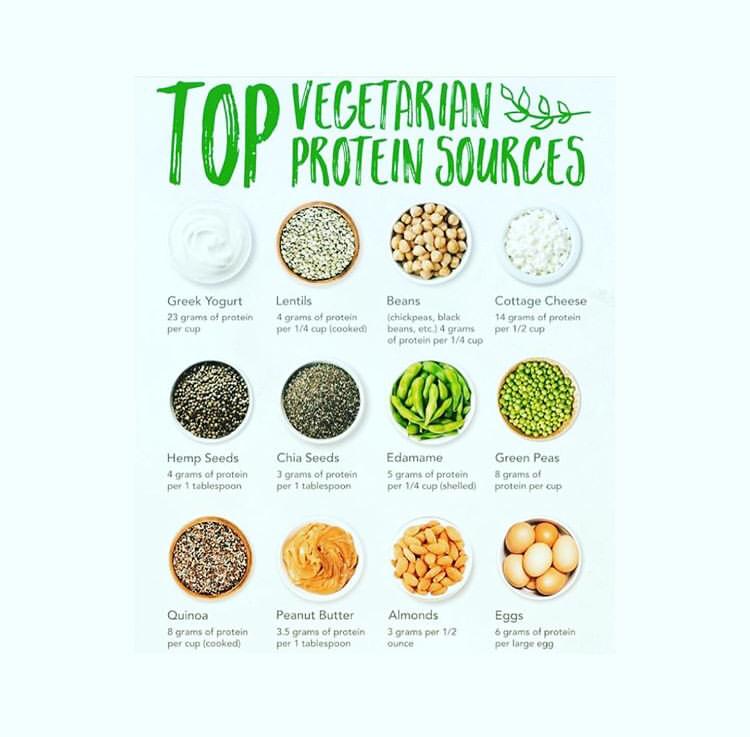 TOP VEGETARIAN
PROTEIN SOURCES
Greek Yogurt
23 grams of protein
per cup
Lentils
4 grams of protein
per 1/4 cup (cooked)
Beans
(chickpeas, black
beans, etc.) 4 grams
of protein per 1/4 cup
Cottage Cheese
14 grams of protein
per 1/2 cup
Hemp Seeds
4 grams of protein
per 1 tablespoon
Chia Seeds
3 grams of protein
per 1 tablespoon
Edamame
5 grams of protein
per 1/4 cup (shelled)
Green Peas
8 grams of
protein per cup
Quinoa
8 grams of protein
per cup (cooked)
Peanut Butter
3.5 grams of protein
per 1 tablespoon
Almonds
3 grams per 1/2
ounce
Eggs
6 grams of protein
per large egg